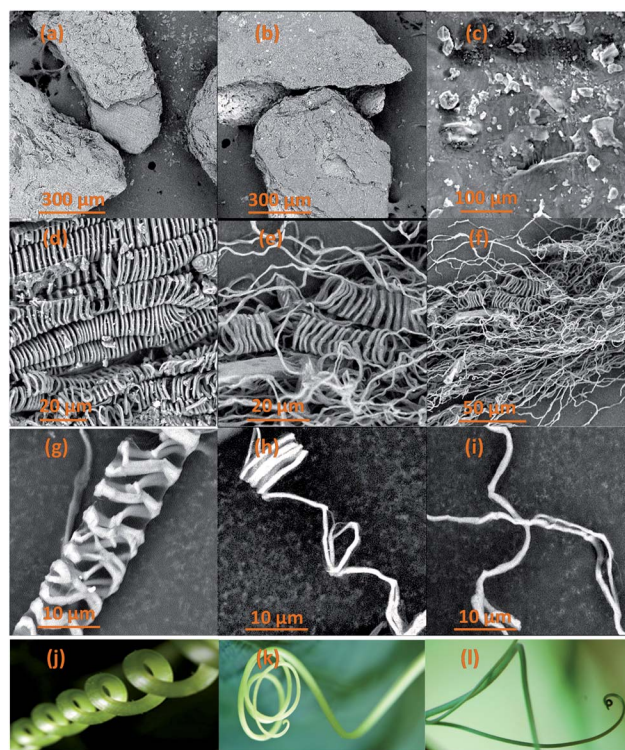 (a) (b) (c)
300 µm 300 µm 100 µm
(d) (e) (f)
20 µm 20 µm 50 µm
(g) (h) (i)
10 µm 10 µm 10 µm
(j) (k) (l)